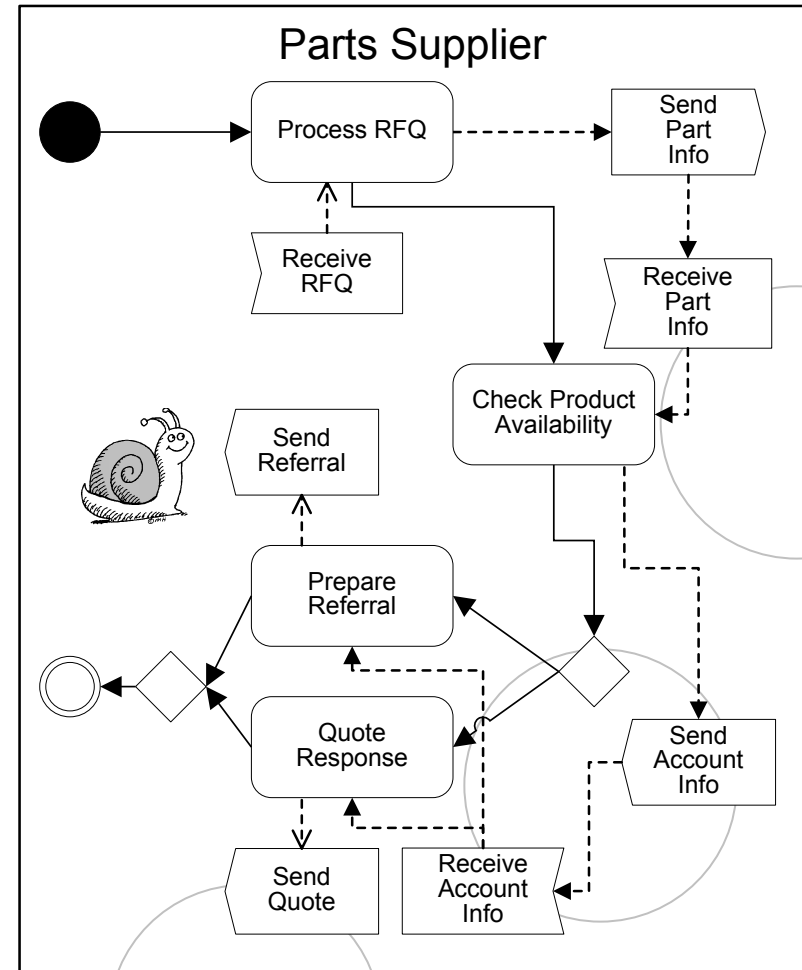 Parts Supplier
Process RFQ
Send
Part
Info
Receive
RFQ
Receive
Part
Info
Check Product
Availability
Send
Referral
Prepare
Referral
Quote
Response
Send
Account
Info
Receive
Account
Info
Send
Quote